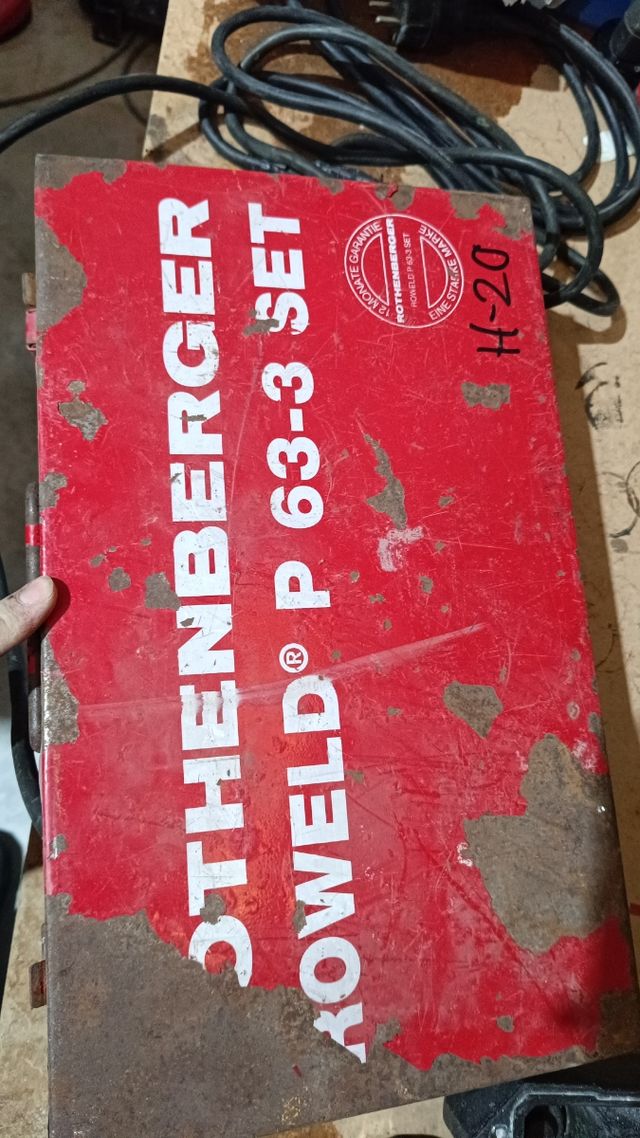 OTHENBERGER
ROWELD® P 63-3 SET
12 MONATE GARANTIE
ROTHENBERGER
ROWELD P 63-3 SET
EINE STARKE MARKE
H-20